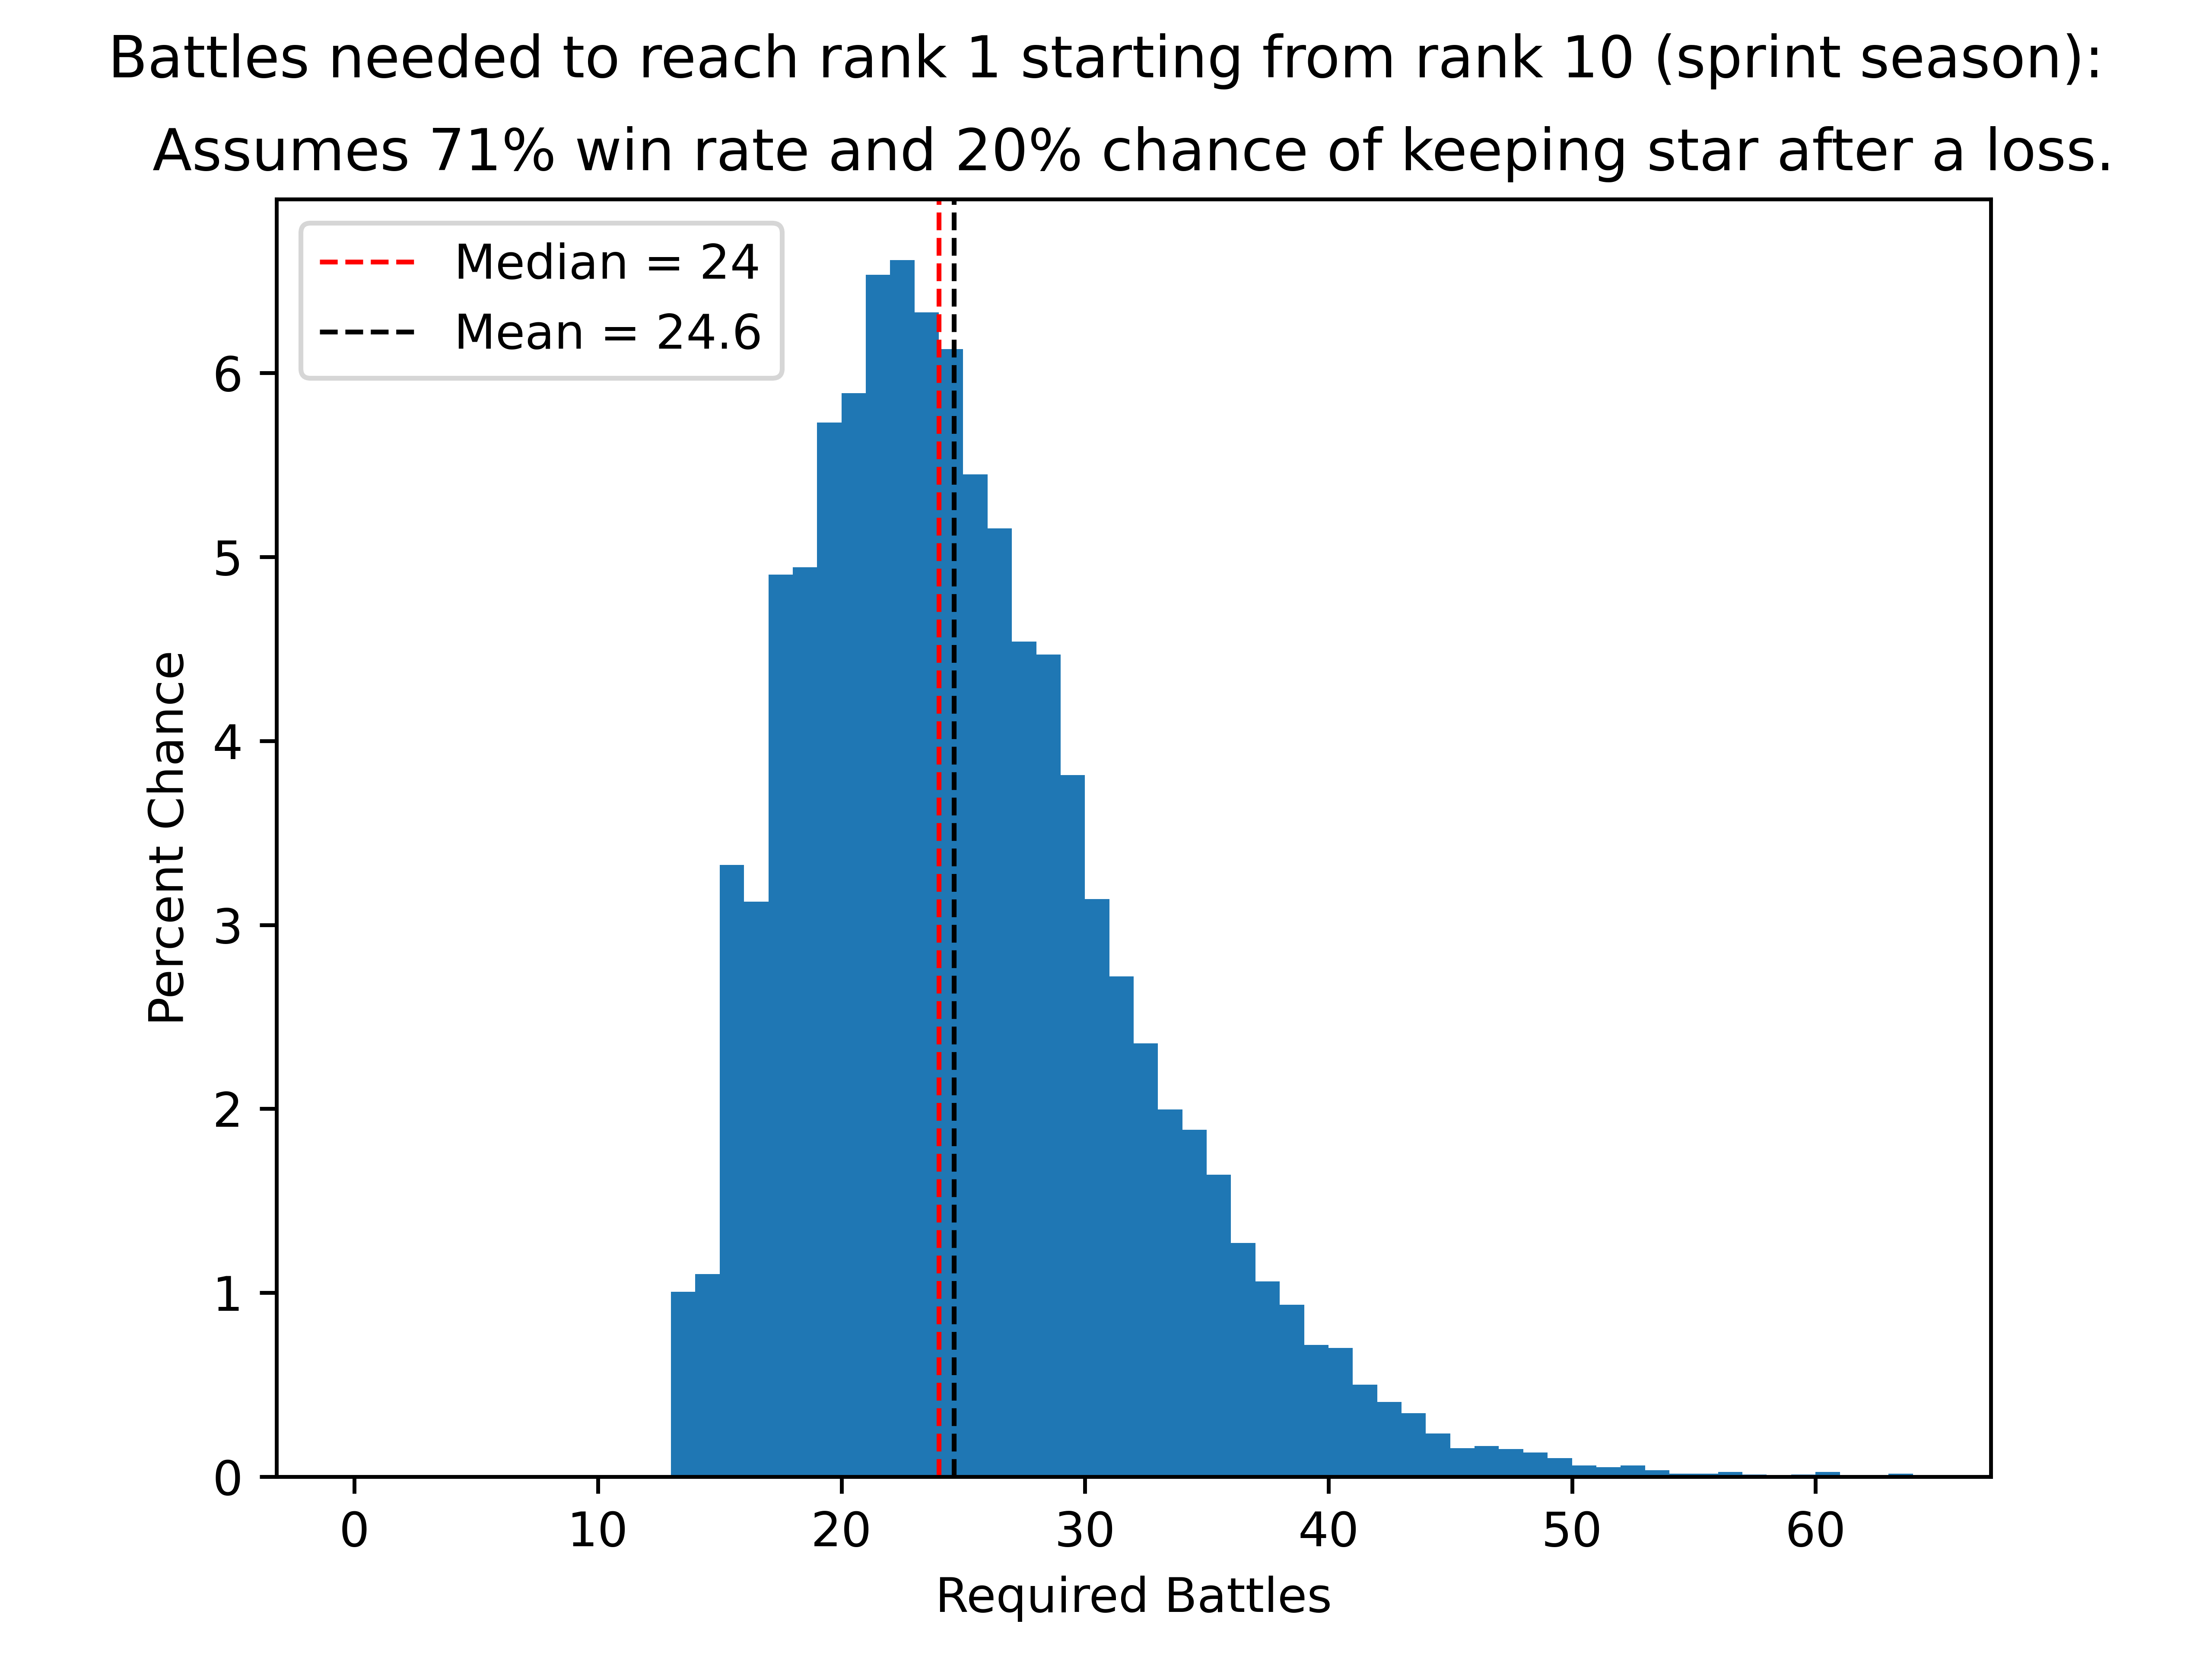 Battles needed to reach rank 1 starting from rank 10 (sprint season):
Assumes 71% win rate and 20% chance of keeping star after a loss.
Median = 24
Mean = 24.6
Percent Chance
6
5
4
3
2
1
0
0 10 20 30 40 50 60
Required Battles